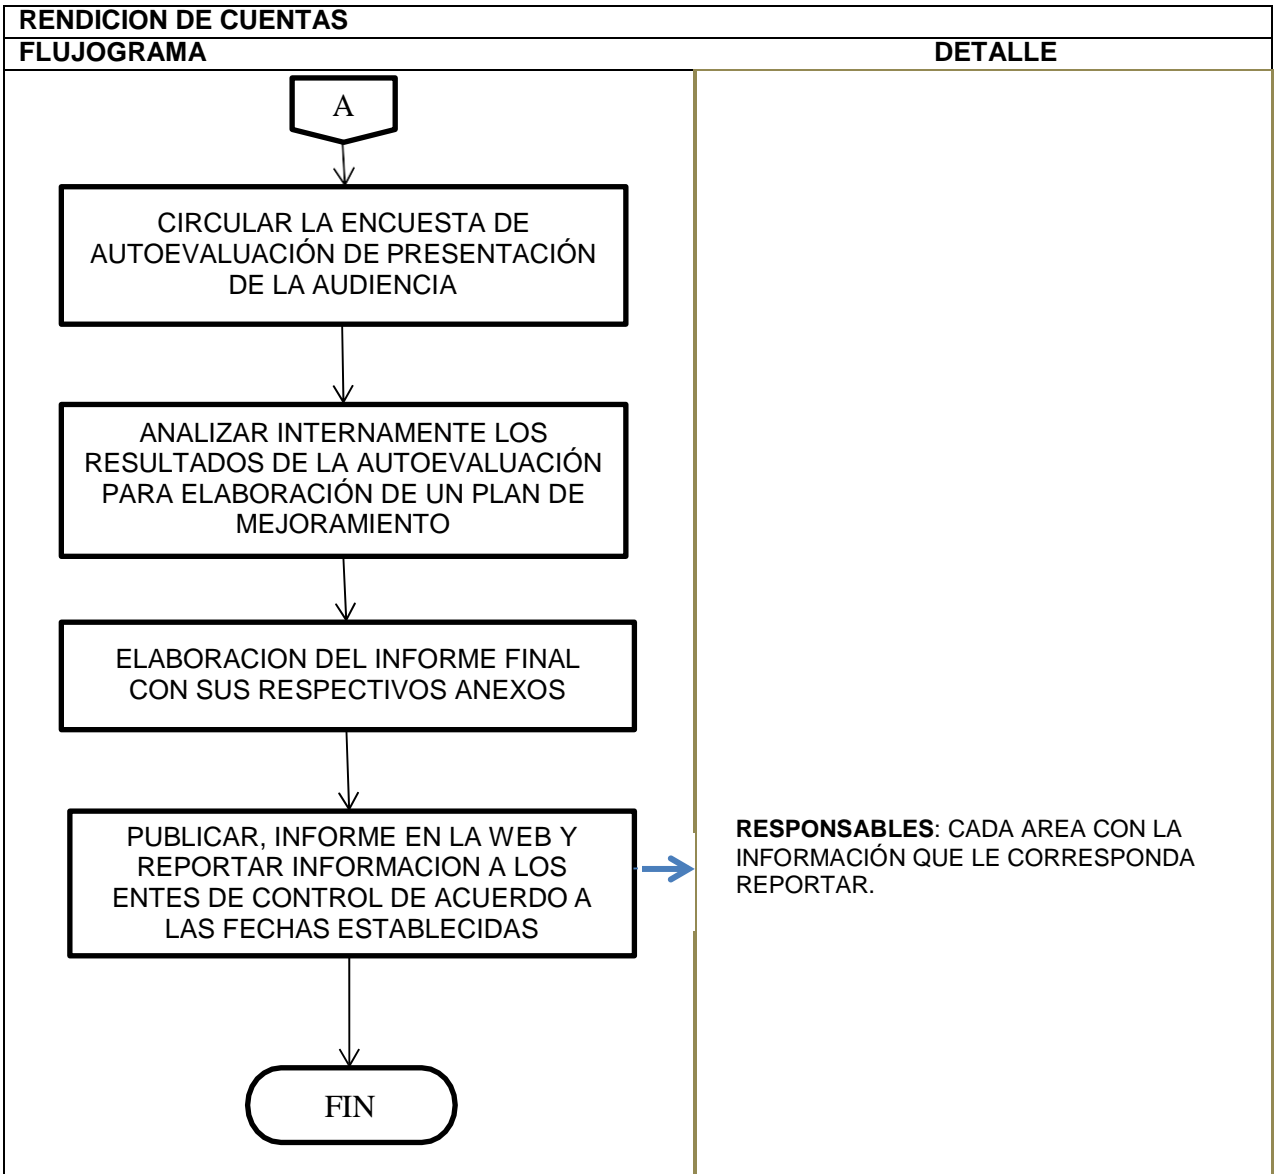 RENDICION DE CUENTAS
FLUJOGRAMA
DETALLE
A
CIRCULAR LA ENCUESTA DE
AUTOEVALUACIÓN DE PRESENTACIÓN
DE LA AUDIENCIA
ANALIZAR INTERNAMENTE LOS
RESULTADOS DE LA AUTOEVALUACIÓN
PARA ELABORACIÓN DE UN PLAN DE
MEJORAMIENTO
ELABORACION DEL INFORME FINAL
CON SUS RESPECTIVOS ANEXOS
PUBLICAR, INFORME EN LA WEB Y
REPORTAR INFORMACION A LOS
ENTES DE CONTROL DE ACUERDO A
LAS FECHAS ESTABLECIDAS
RESPONSABLES: CADA AREA CON LA
INFORMACIÓN QUE LE CORRESPONDA
REPORTAR.
FIN